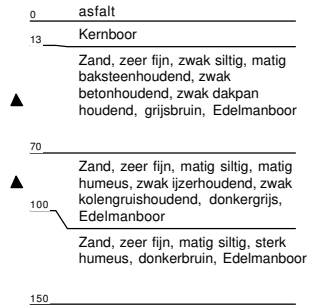 0 asfalt
13 Kernboor
Zand, zeer fijn, zwak siltig, matig
baksteenhoudend, zwak
betonhoudend, zwak dakpan
houdend, grijsbruin, Edelmanboor
70
Zand, zeer fijn, matig siltig, matig
humeus, zwak ijzerhoudend, zwak
kolengruishoudend, donkergrijs,
Edelmanboor
100
Zand, zeer fijn, matig siltig, sterk
humeus, donkerbruin, Edelmanboor
150